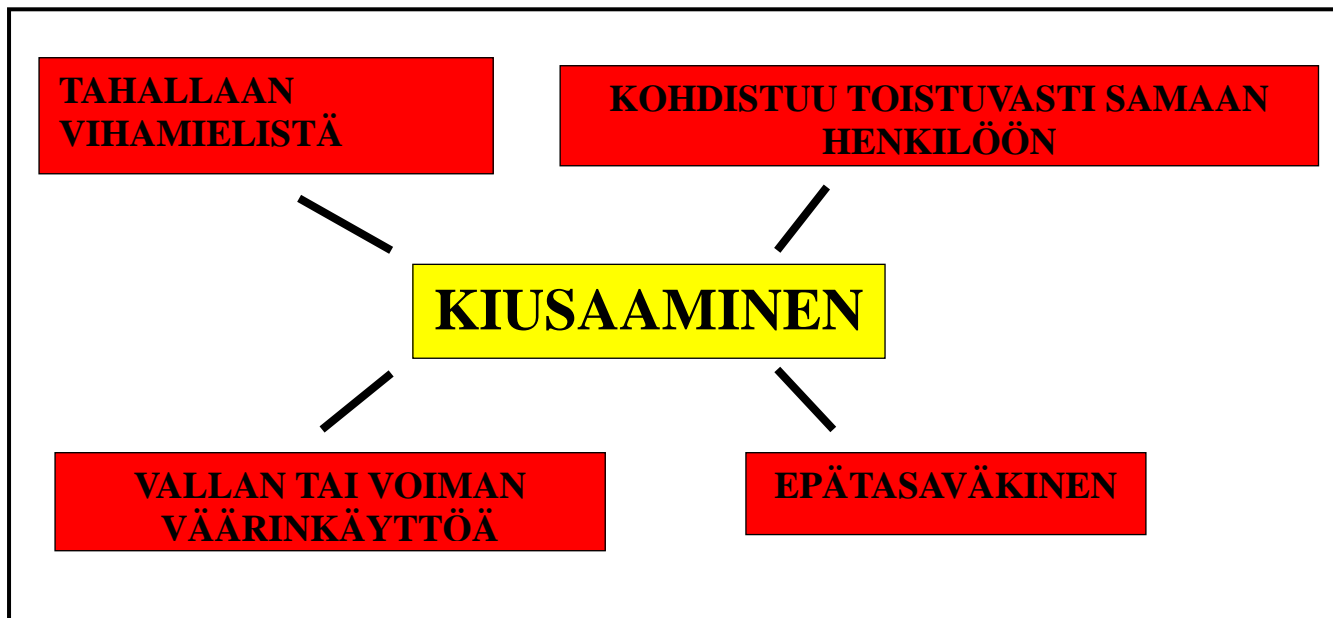 TAHALLAAN
VIHAMIELISTÄ
KOHDISTUU TOISTUVASTI SAMAAN
HENKILÖÖN
KIUSAAMINEN
VALLAN TAI VOIMAN
VÄÄRINKÄYTTÖÄ
EPÄTASAVÄKINEN